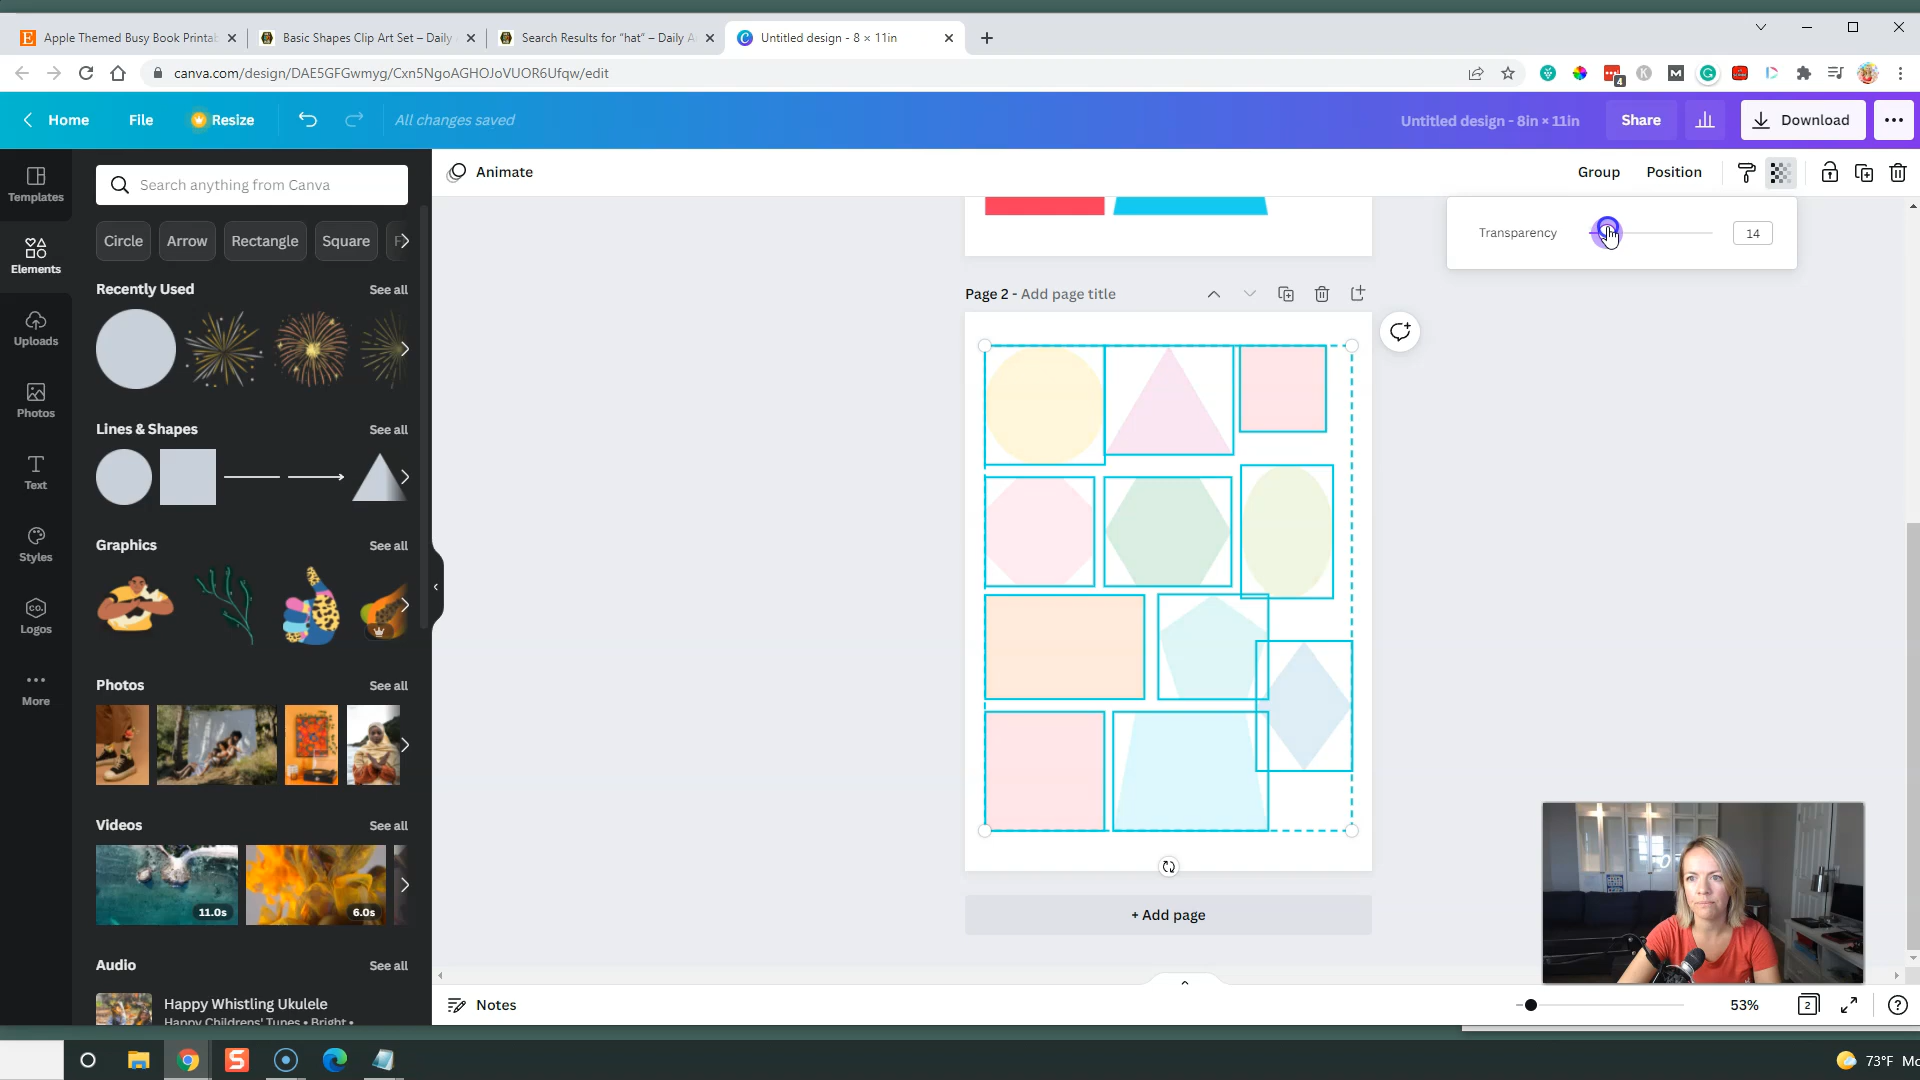 Apple Themed Busy Book Printab
Basic Shapes Clip Art Set – Daily
Search Results for "hat" – Daily A
Untitled design - 8 × 11in
canva.com/design/DAE5GFGwmyg/Cxn5NgoAGHOJoVUOR6Ufqw/edit
4
Home
File
Resize
All changes saved
Untitled design - 8in × 11in
Share
Download
Templates
Elements
Uploads
Photos
Text
Styles
CO.
Logos
More
Search anything from Canva
Circle
Arrow
Rectangle
Square
Recently Used
See all
Lines & Shapes
See all
Graphics
See all
Photos
See all
Videos
See all
11.0s
6.0s
Audio
See all
Happy Whistling Ukulele
Happy Childrens' Tunes • Bright •
Animate
Group
Position
Transparency
14
Page 2 - Add page title
+ Add page
Notes
53%
2
73°F